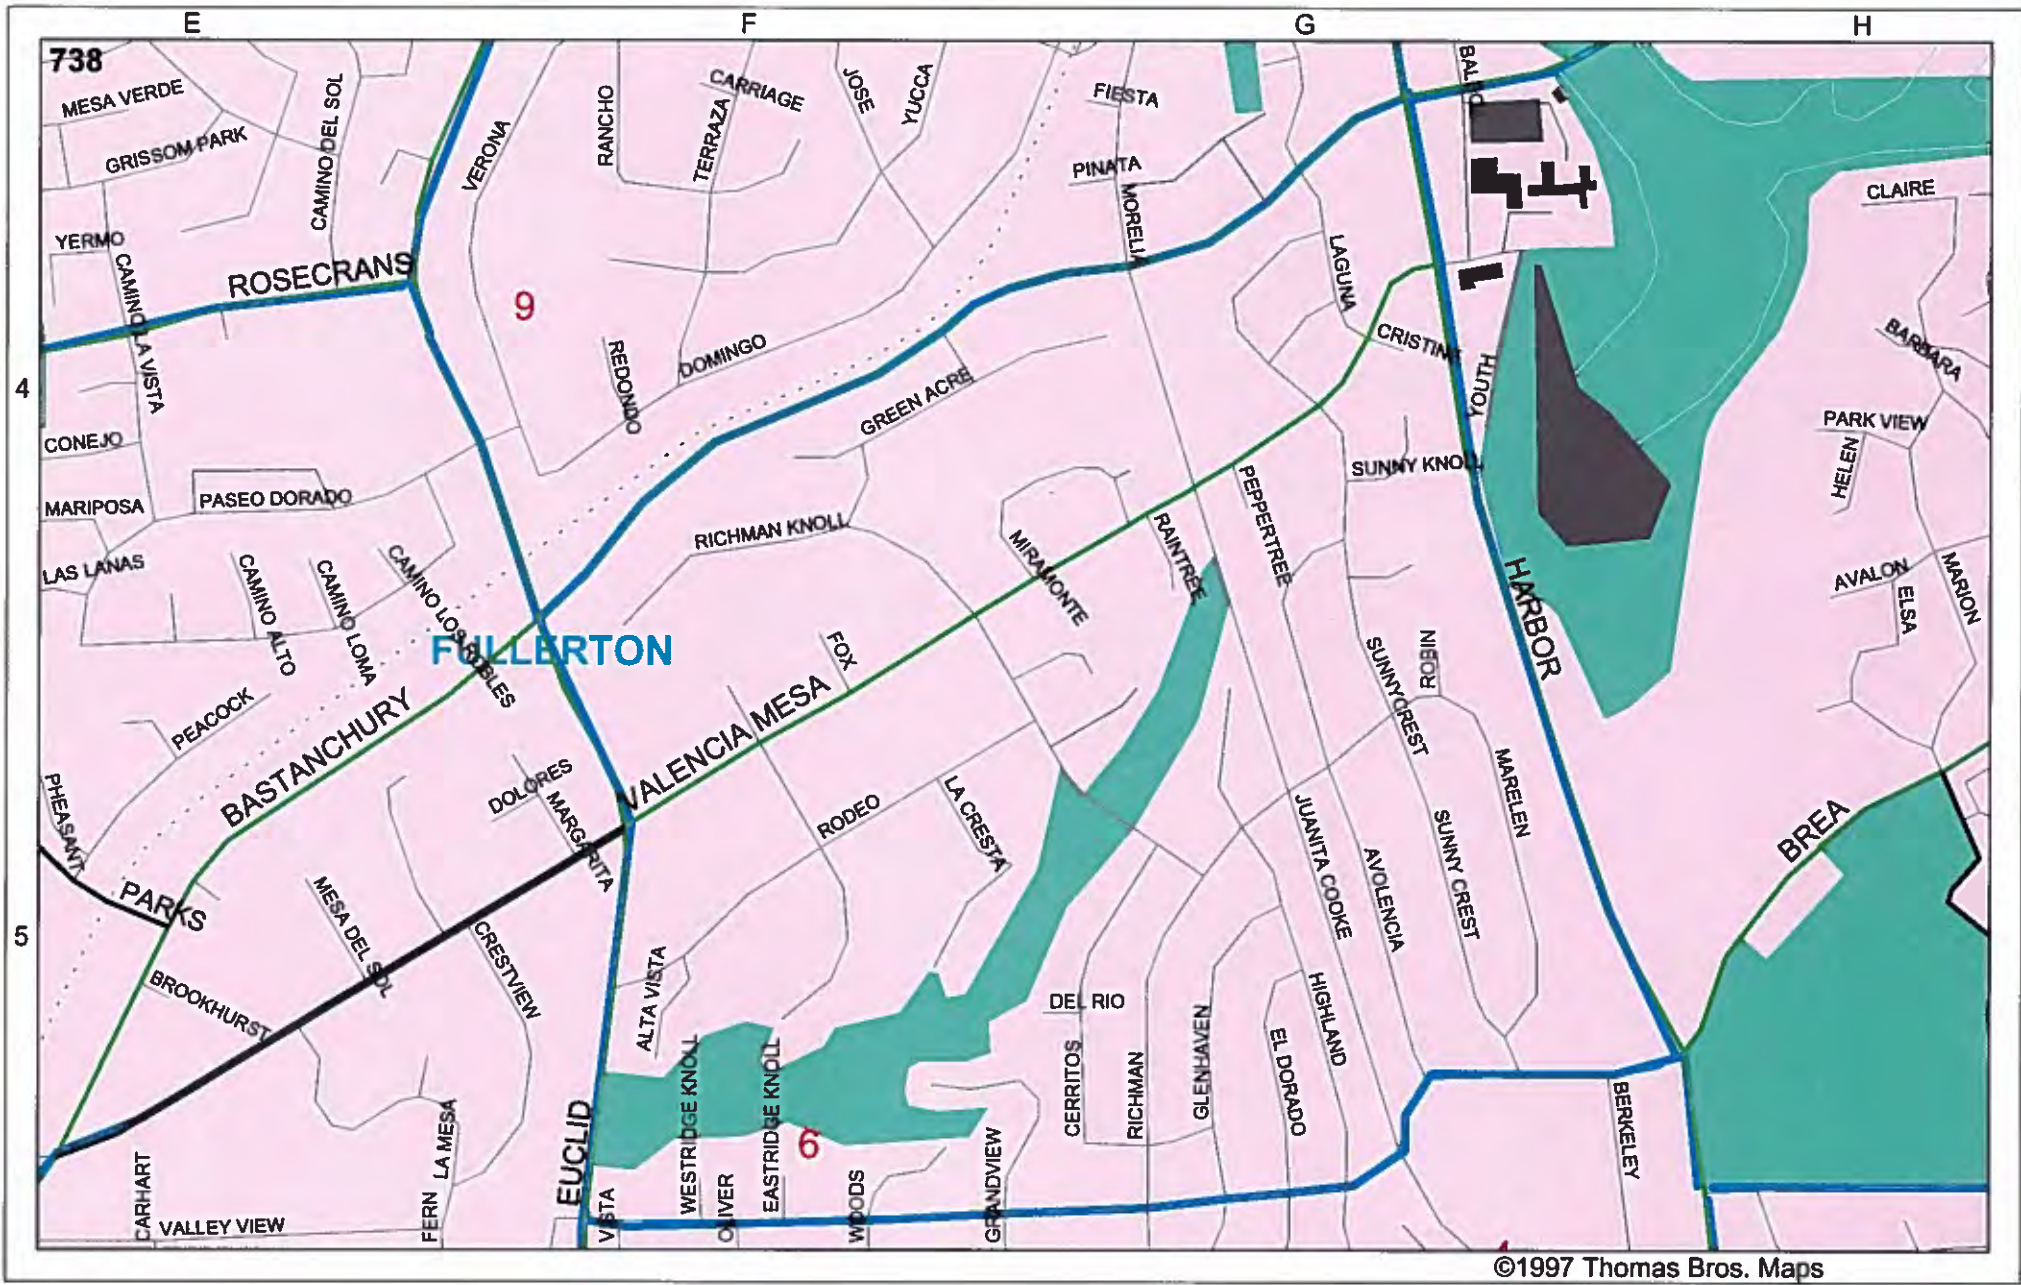 E F G H
738
MESA VERDE
GRISSOM PARK
CAMINO DEL SOL
VERONA
RANCHO
TERRAZA
CARRIAGE
JOSE
YUCCA
FIESTA
PINATA
MORELIA
CLAIRE
YERMO
CAMINO LA VISTA
ROSECRANS
9
LAGUNA
CRISTINA
YOUTH
BARBARA
4
REDONDO
DOMINGO
GREEN ACRE
CONEJO
PARK VIEW
HELEN
SUNNY KNOLL
MARIPOSA
PASEO DORADO
RICHMAN KNOLL
PEPPERTREE
RAINTREE
MIRAMONTE
LAS LANAS
CAMINO ALTO
CAMINO LOMA
CAMINO LOS ROBLES
HARBOR
AVALON
ELSA
MARION
FULLERTON
FOX
SUNNYCREST
ROBIN
PEACOCK
BASTANCHURY
VALENCIA MESA
MARELEN
PHEASANT
DOLORES
MARGARITA
RODEO
LA CRESTA
JUANITA COOKE
AVOLENCIA
SUNNY CREST
BREA
PARKS
MESA DEL SOL
5
CRESTVIEW
BROOKHURST
ALTA VISTA
DEL RIO
HIGHLAND
WESTRIDGE KNOLL
EASTRIDGE KNOLL
CERRITOS
RICHMAN
GLENHAVEN
EL DORADO
BERKELEY
6
EUCLID
LA MESA
CARHART
VALLEY VIEW
FERN
VISTA
OLIVER
WOODS
GRANDVIEW
©1997 Thomas Bros. Maps